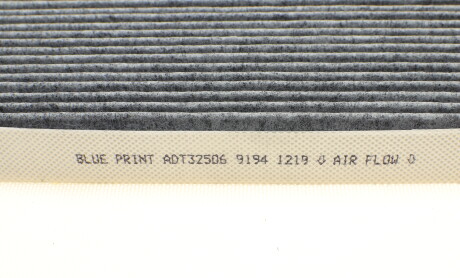 BLUE PRINT ADT32506 9194 1219 ⇩ AIR FLOW ⇩